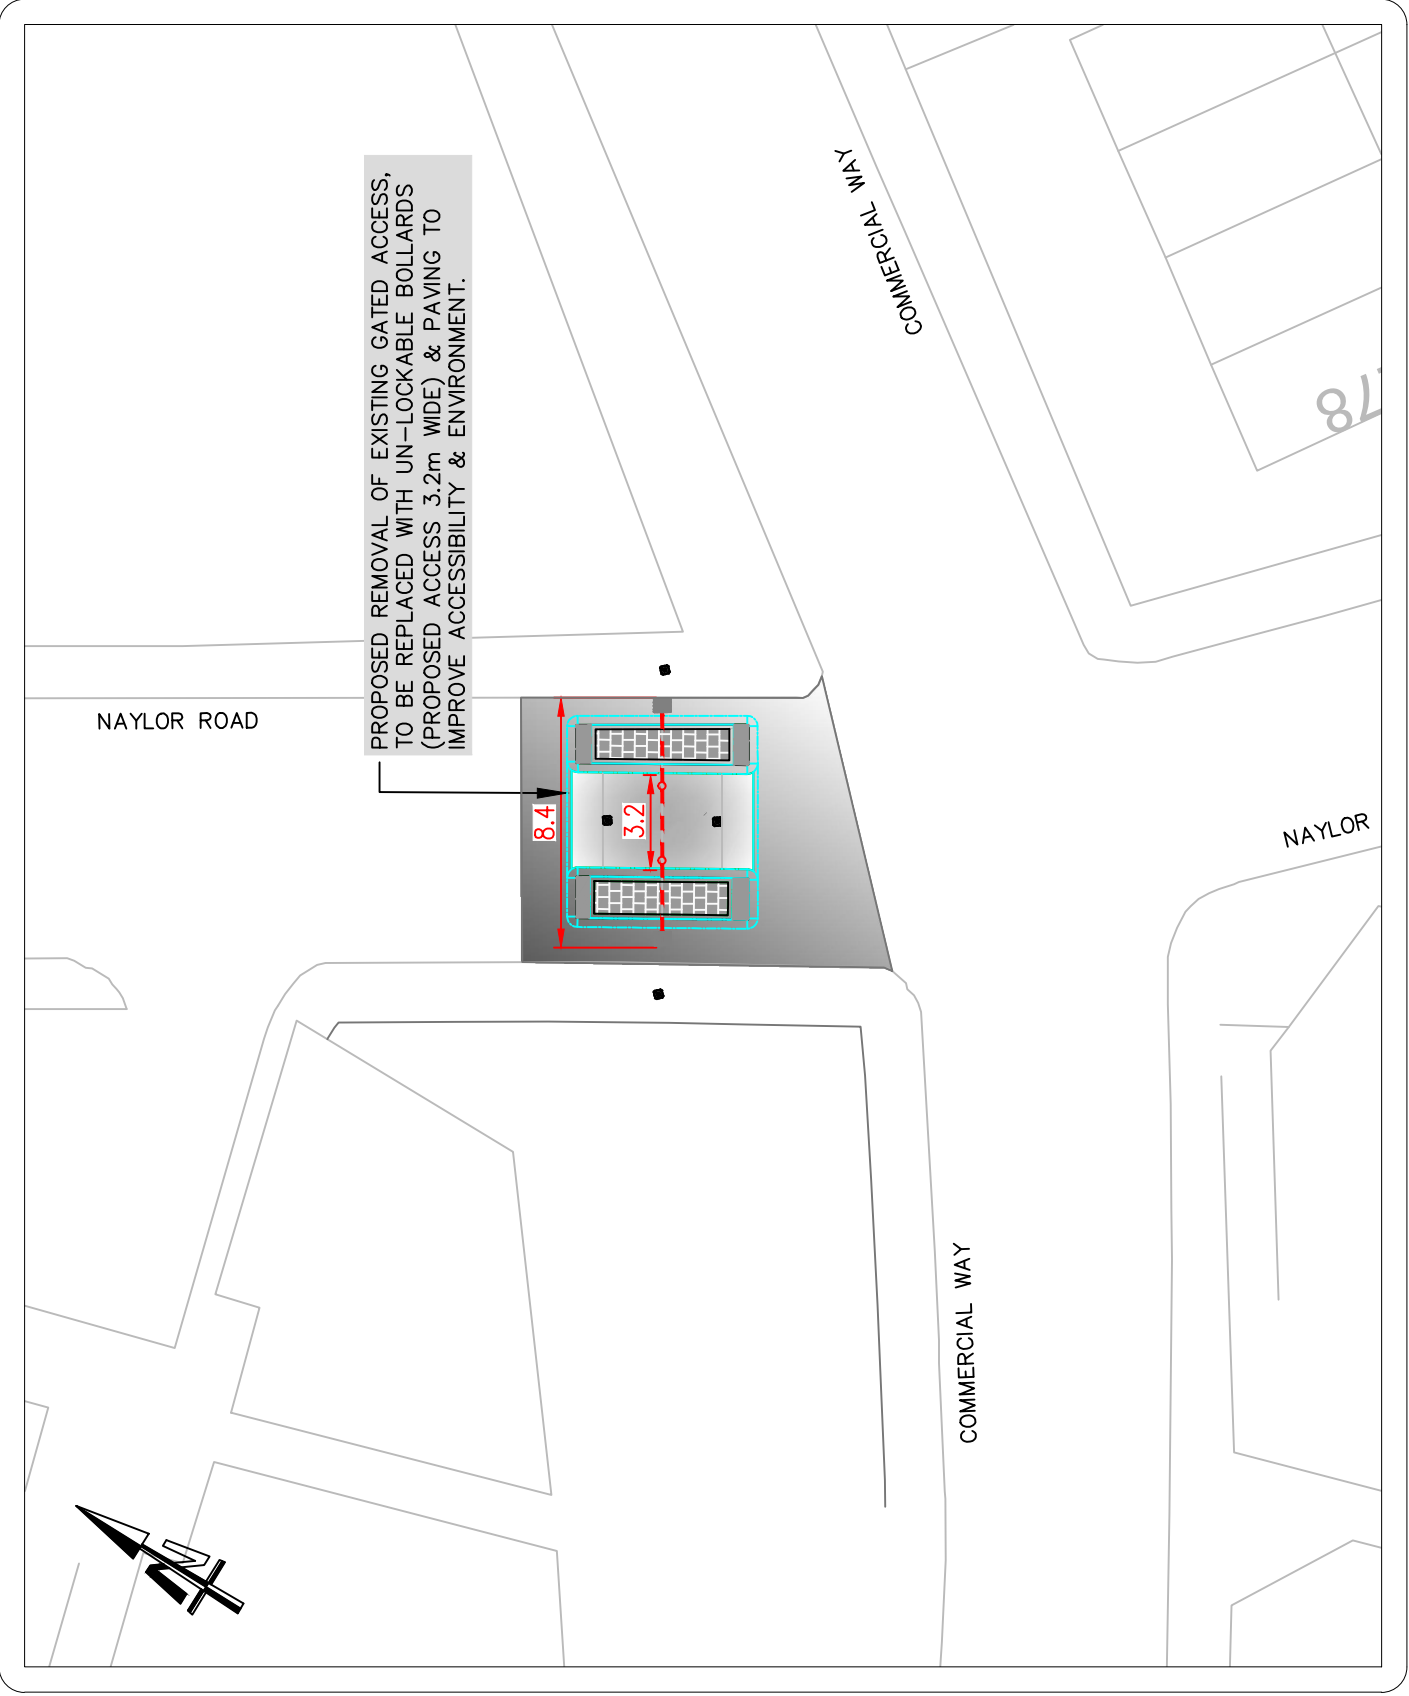 PROPOSED REMOVAL OF EXISTING GATED ACCESS,
TO BE REPLACED WITH UN-LOCKABLE BOLLARDS
(PROPOSED ACCESS 3.2m WIDE) & PAVING TO
IMPROVE ACCESSIBILITY & ENVIRONMENT.
COMMERCIAL WAY
78
NAYLOR ROAD
8.4
3.2
NAYLOR
COMMERCIAL WAY
N